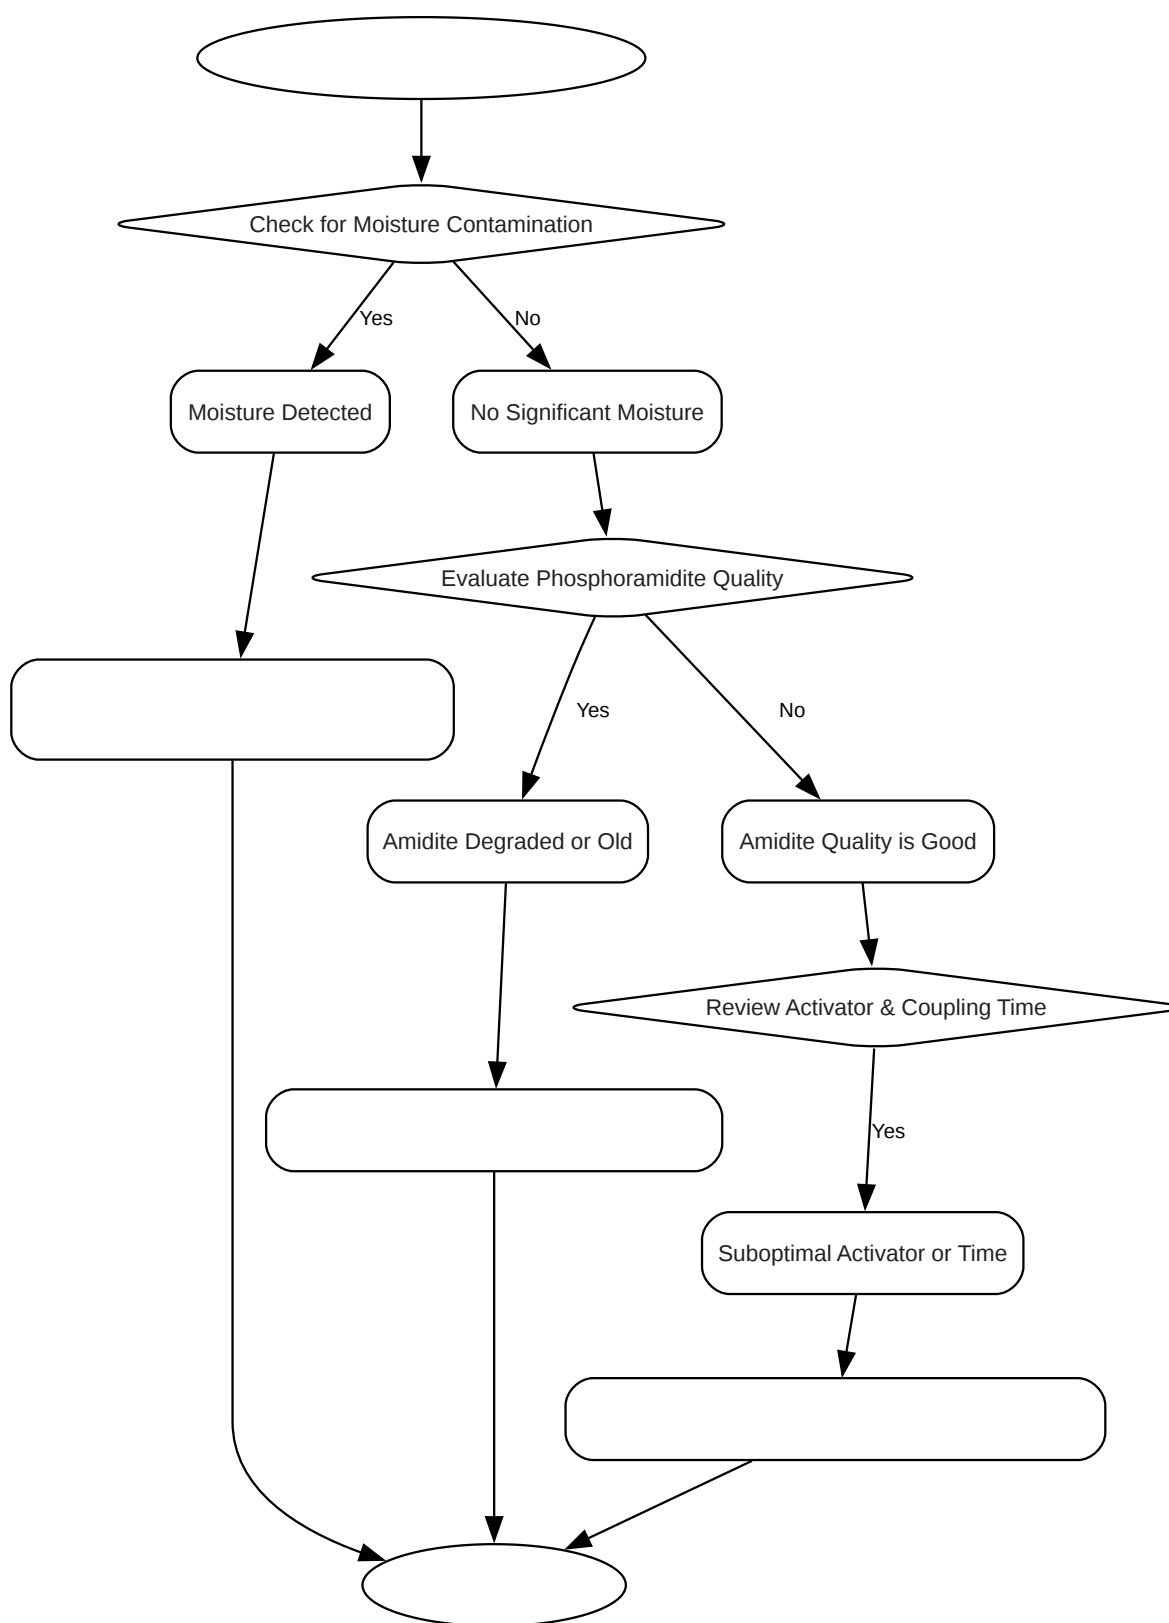 Check for Moisture Contamination
Yes
No
Moisture Detected
No Significant Moisture
Evaluate Phosphoramidite Quality
Yes
No
Amidite Degraded or Old
Amidite Quality is Good
Review Activator & Coupling Time
Yes
Suboptimal Activator or Time